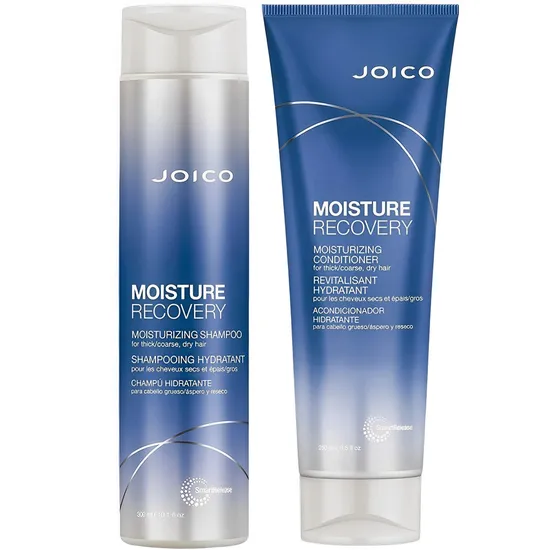 JOICO
MOISTURE
RECOVERY
MOISTURIZING SHAMPOO
for thick/coarse, dry hair
SHAMPOOING HYDRATANT
pour les cheveux secs et épais/gros
CHAMPÚ HIDRATANTE
para cabello grueso/áspero y reseco
JOICO
MOISTURE
RECOVERY
MOISTURIZING
CONDITIONER
for thick/coarse, dry hair
REVITALISANT
HYDRATANT
pour les cheveux secs et épais/gros
ACONDICIONADOR
HIDRATANTE
para cabello grueso/áspero y reseco